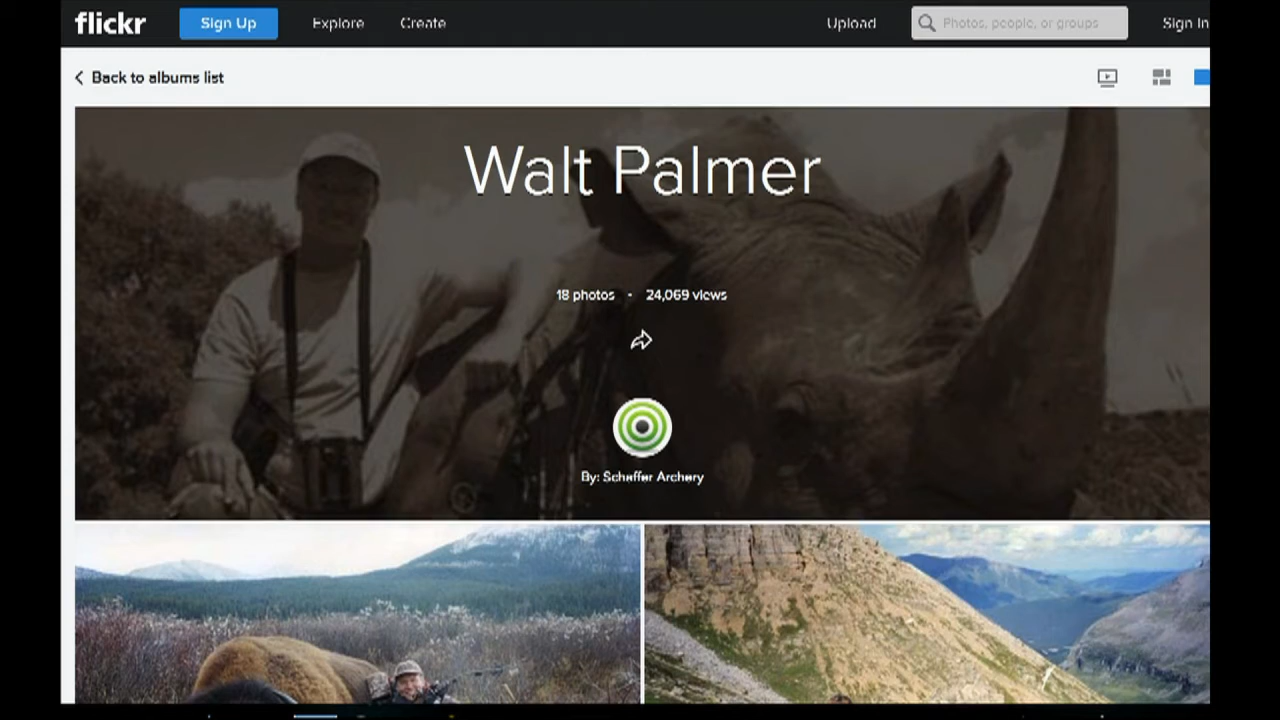 flickr Sign Up Explore Create Upload Photos, people, or groups Sign In
Back to albums list
Walt Palmer
18 photos - 24,069 views
By: Schaffer Archery